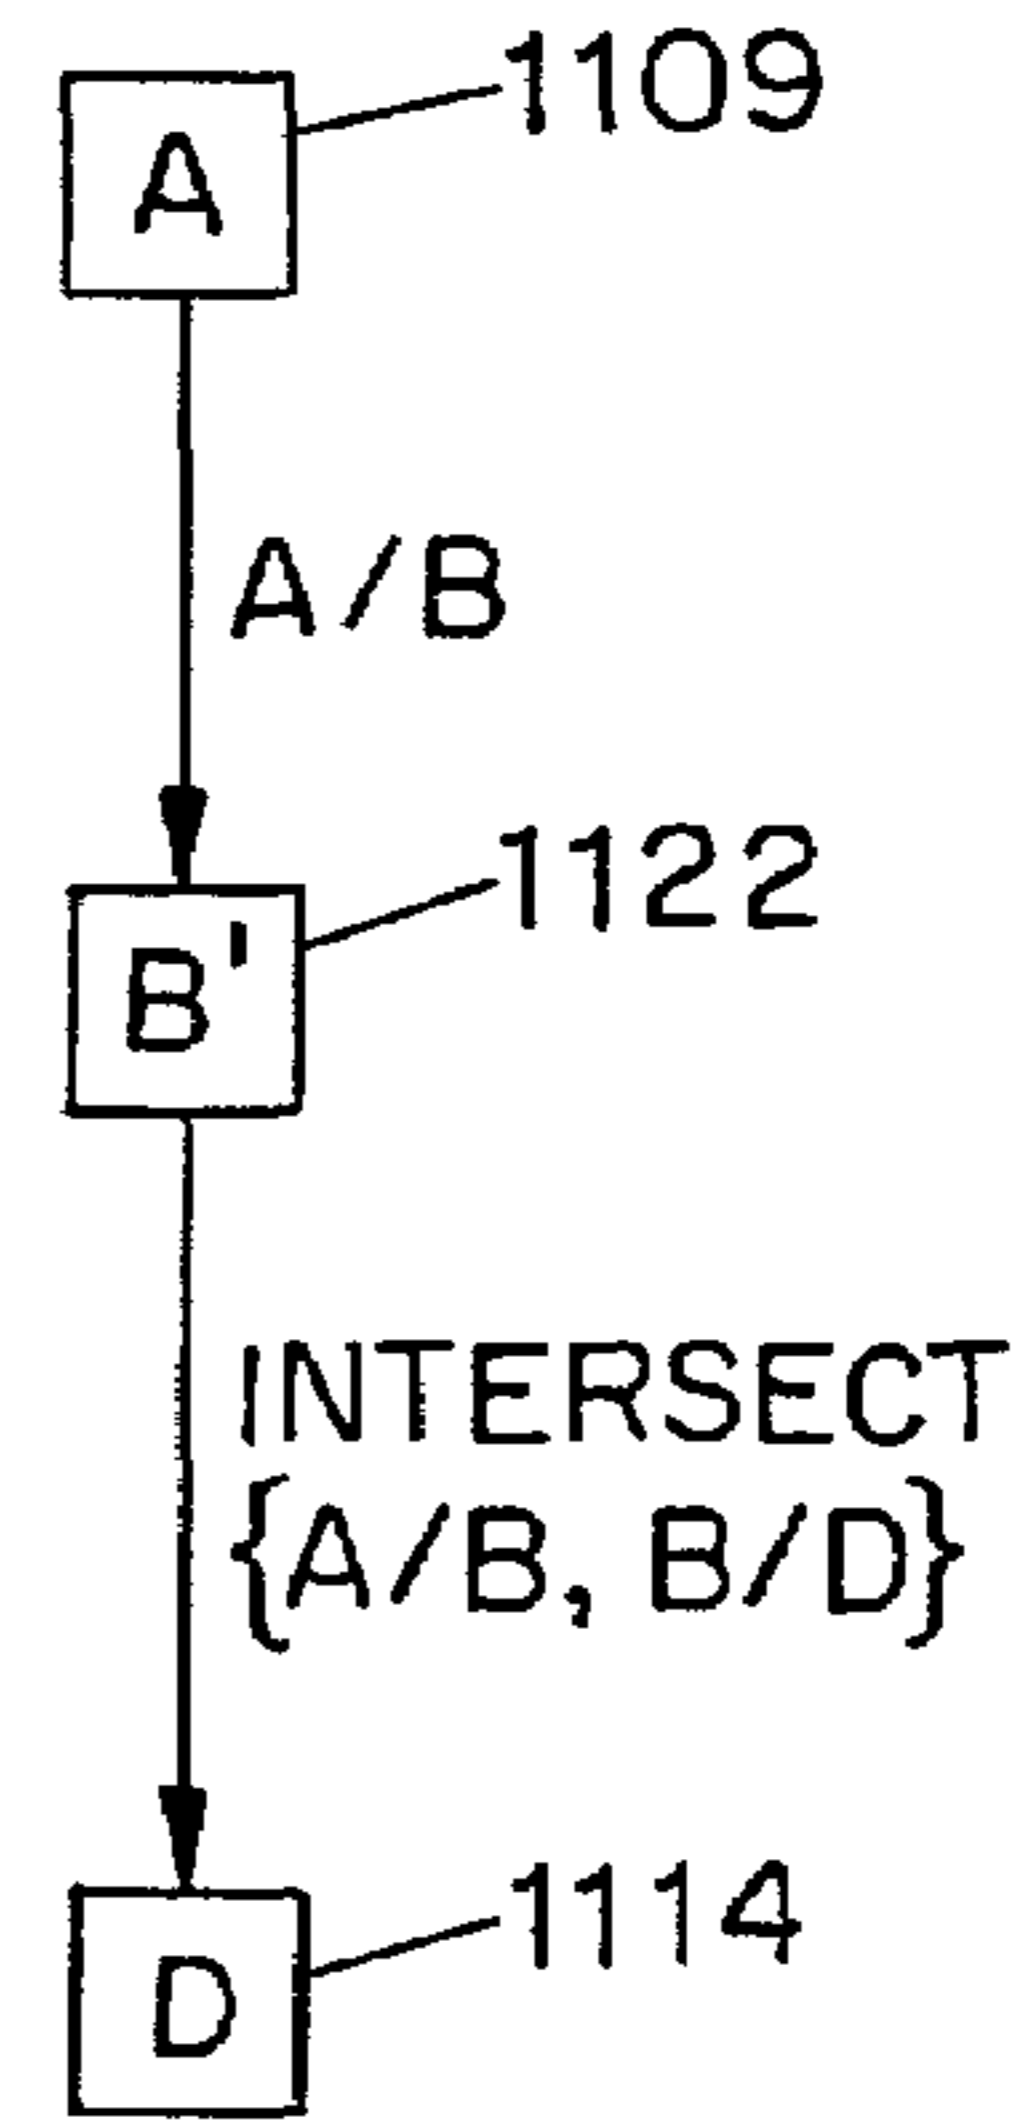 1109
A
A/B
1122
B'
INTERSECT
{A/B, B/D}
1114
D